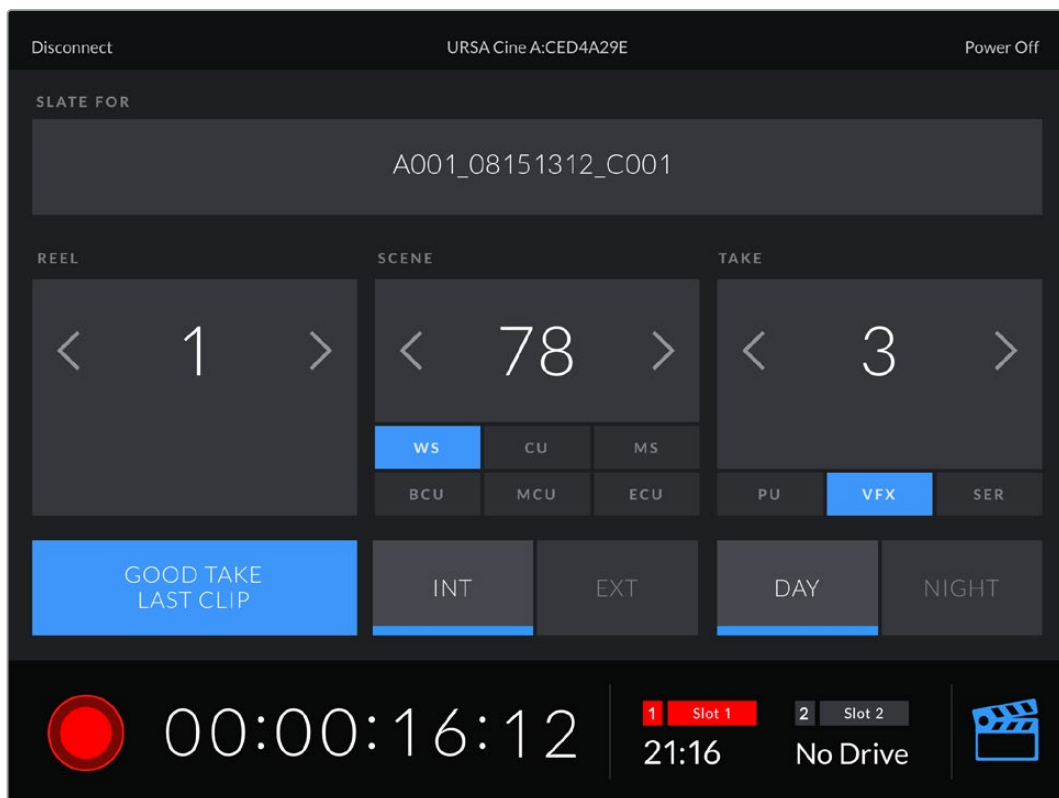 Disconnect
URSA Cine A:CED4A29E
Power Off
SLATE FOR
A001_08151312_C001
REEL
SCENE
TAKE
1
78
3
WS
CU
MS
BCU
MCU
ECU
PU
VFX
SER
GOOD TAKE
LAST CLIP
INT
EXT
DAY
NIGHT
00:00:16:12
1
Slot 1
2
Slot 2
21:16
No Drive